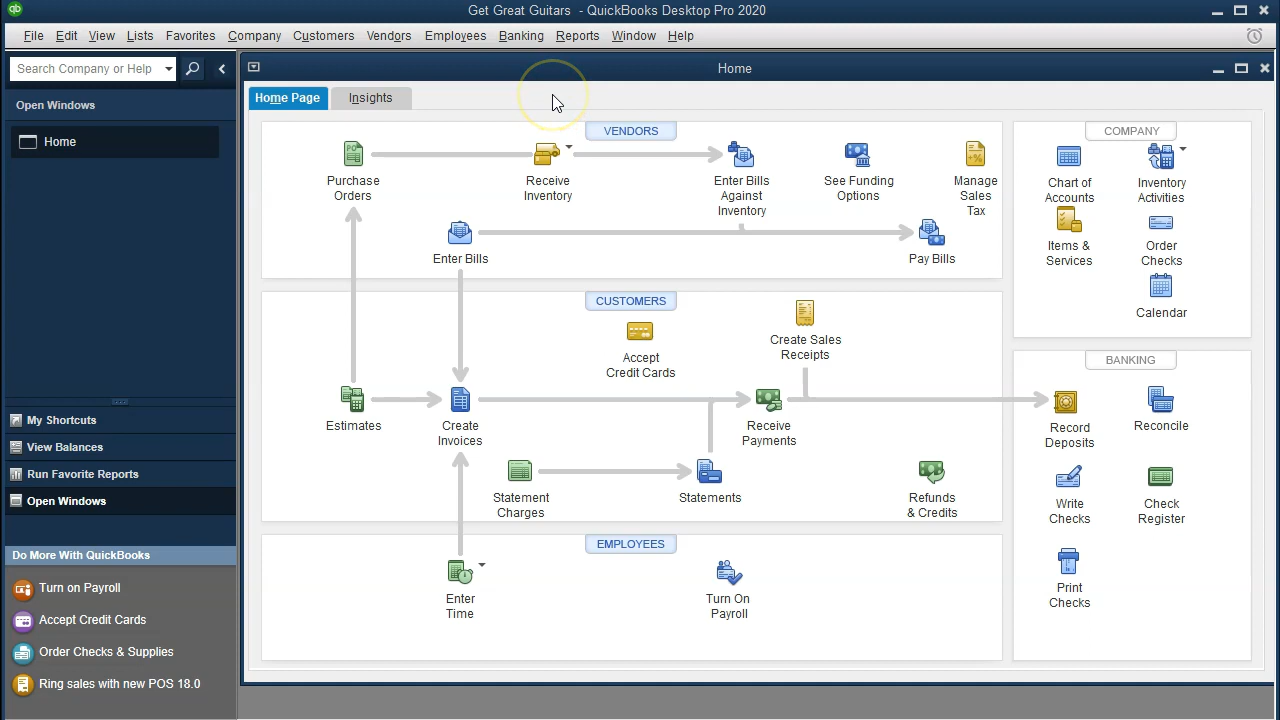 qb
Get Great Guitars - QuickBooks Desktop Pro 2020
File Edit View Lists Favorites Company Customers Vendors Employees Banking Reports Window Help
Search Company or Help
Home
Open Windows
Home
Home Page
Insights
VENDORS
Purchase
Orders
Receive
Inventory
Enter Bills
Against
Inventory
See Funding
Options
Manage
Sales
Tax
Enter Bills
Pay Bills
CUSTOMERS
Accept
Credit Cards
Create Sales
Receipts
Estimates
Create
Invoices
Receive
Payments
Statement
Charges
Statements
Refunds
& Credits
EMPLOYEES
Enter
Time
Turn On
Payroll
COMPANY
Chart of
Accounts
Inventory
Activities
Items &
Services
Order
Checks
Calendar
BANKING
Record
Deposits
Reconcile
Write
Checks
Check
Register
Print
Checks
My Shortcuts
View Balances
Run Favorite Reports
Open Windows
Do More With QuickBooks
Turn on Payroll
Accept Credit Cards
Order Checks & Supplies
Ring sales with new POS 18.0